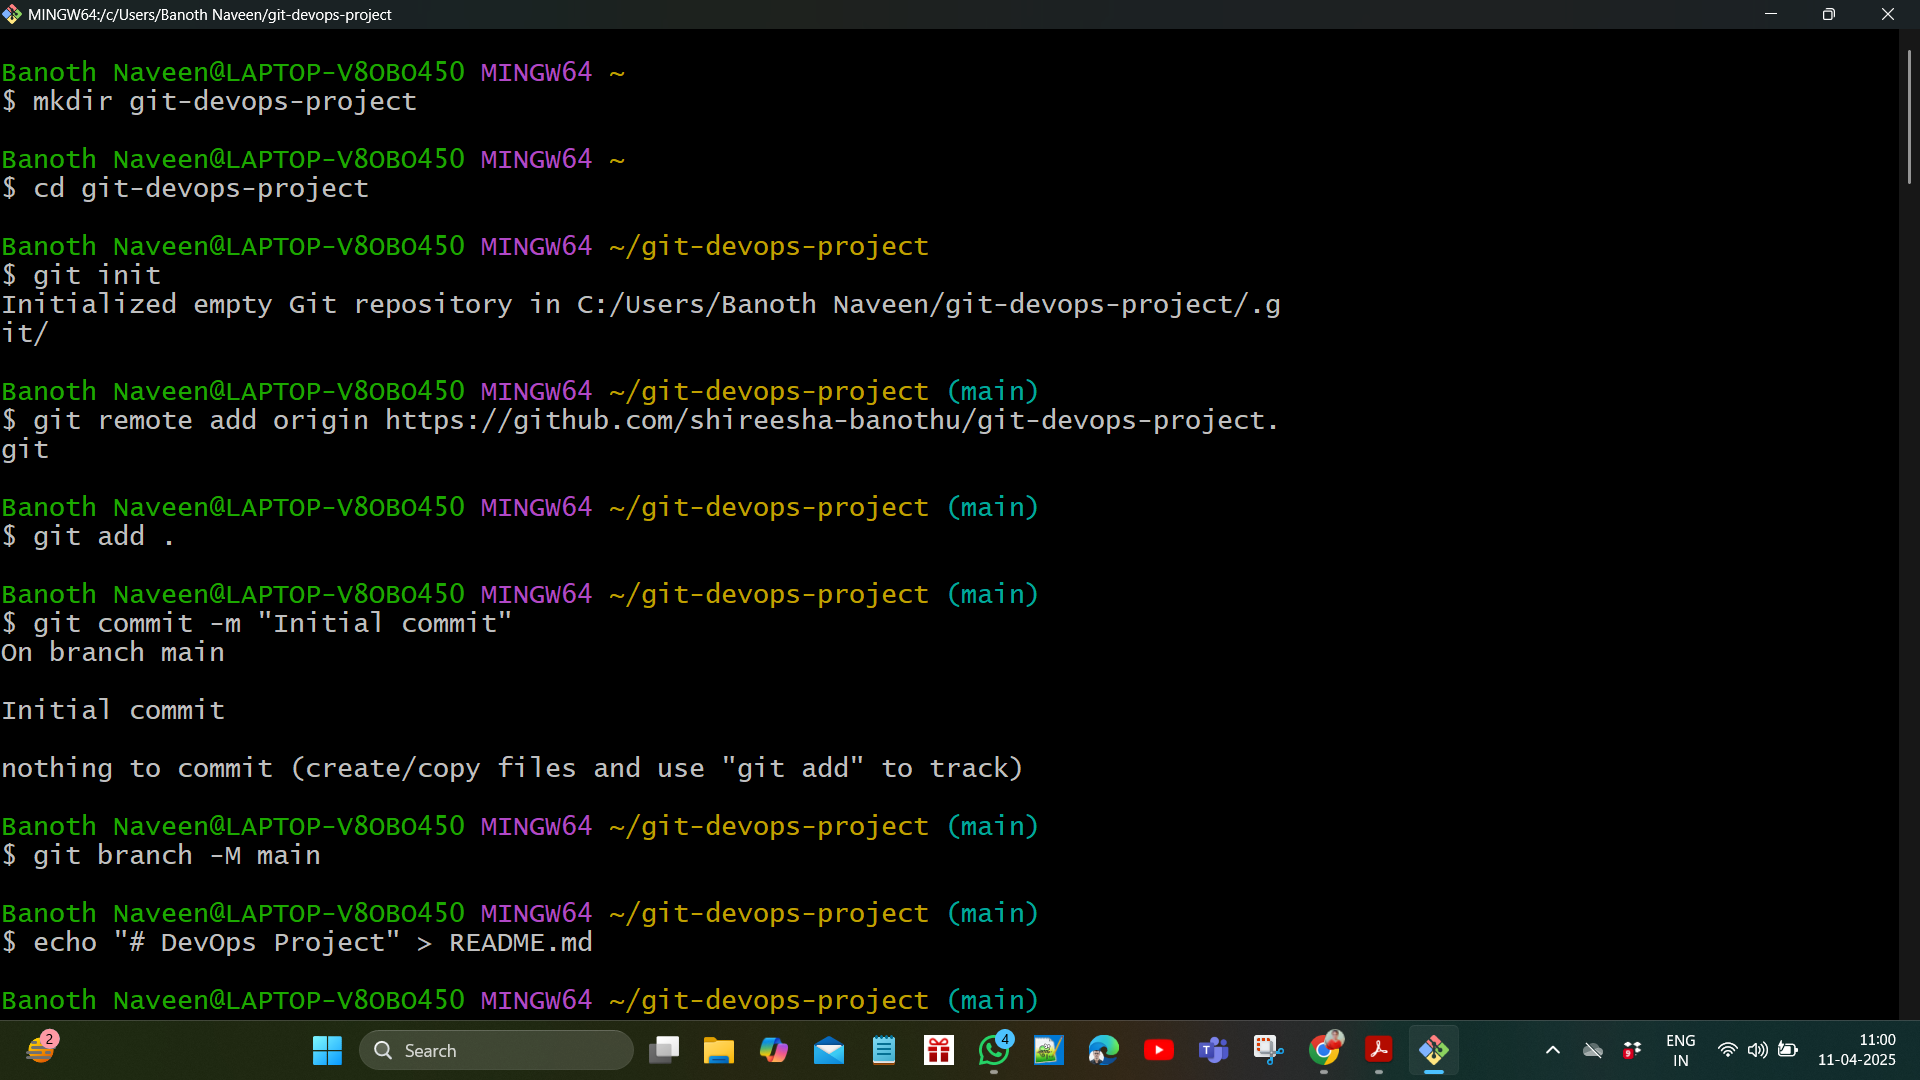 MINGW64:/c/Users/Banoth Naveen/git-devops-project
Banoth Naveen@LAPTOP-V8OBO450 MINGW64 ~
$ mkdir git-devops-project
Banoth Naveen@LAPTOP-V8OBO450 MINGW64 ~
$ cd git-devops-project
Banoth Naveen@LAPTOP-V8OBO450 MINGW64 ~/git-devops-project
$ git init
Initialized empty Git repository in C:/Users/Banoth Naveen/git-devops-project/.g
it/
Banoth Naveen@LAPTOP-V8OBO450 MINGW64 ~/git-devops-project (main)
$ git remote add origin https://github.com/shireesha-banothu/git-devops-project.
git
Banoth Naveen@LAPTOP-V8OBO450 MINGW64 ~/git-devops-project (main)
$ git add .
Banoth Naveen@LAPTOP-V8OBO450 MINGW64 ~/git-devops-project (main)
$ git commit -m "Initial commit"
On branch main
Initial commit
nothing to commit (create/copy files and use "git add" to track)
Banoth Naveen@LAPTOP-V8OBO450 MINGW64 ~/git-devops-project (main)
$ git branch -M main
Banoth Naveen@LAPTOP-V8OBO450 MINGW64 ~/git-devops-project (main)
$ echo "# DevOps Project" > README.md
Banoth Naveen@LAPTOP-V8OBO450 MINGW64 ~/git-devops-project (main)
2
Search
4
T
9
ENG
IN
11:00
11-04-2025